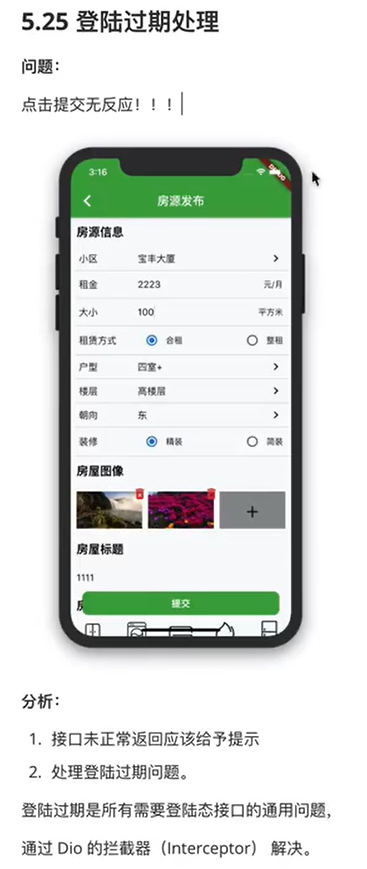 5.25 登陆过期处理
问题：
点击提交无反应！！！
3:16
DEBUG
房源发布
房源信息
小区 宝丰大厦
租金 2223 元/月
大小 100 平方米
租赁方式 合租 整租
户型 四室+
楼层 高楼层
朝向 东
装修 精装 简装
房屋图像
房屋标题
1111
提交
分析：
1. 接口未正常返回应该给予提示
2. 处理登陆过期问题。
登陆过期是所有需要登陆态接口的通用问题，
通过 Dio 的拦截器（Interceptor） 解决。